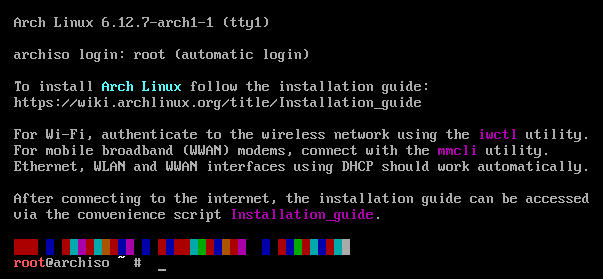 Arch Linux 6.12.7-arch1-1 (tty1)
archiso login: root (automatic login)
To install Arch Linux follow the installation guide:
https://wiki.archlinux.org/title/Installation_guide
For Wi-Fi, authenticate to the wireless network using the iwctl utility.
For mobile broadband (WWAN) modems, connect with the mmcli utility.
Ethernet, WLAN and WWAN interfaces using DHCP should work automatically.
After connecting to the internet, the installation guide can be accessed
via the convenience script Installation_guide.
root@archiso ~ # _